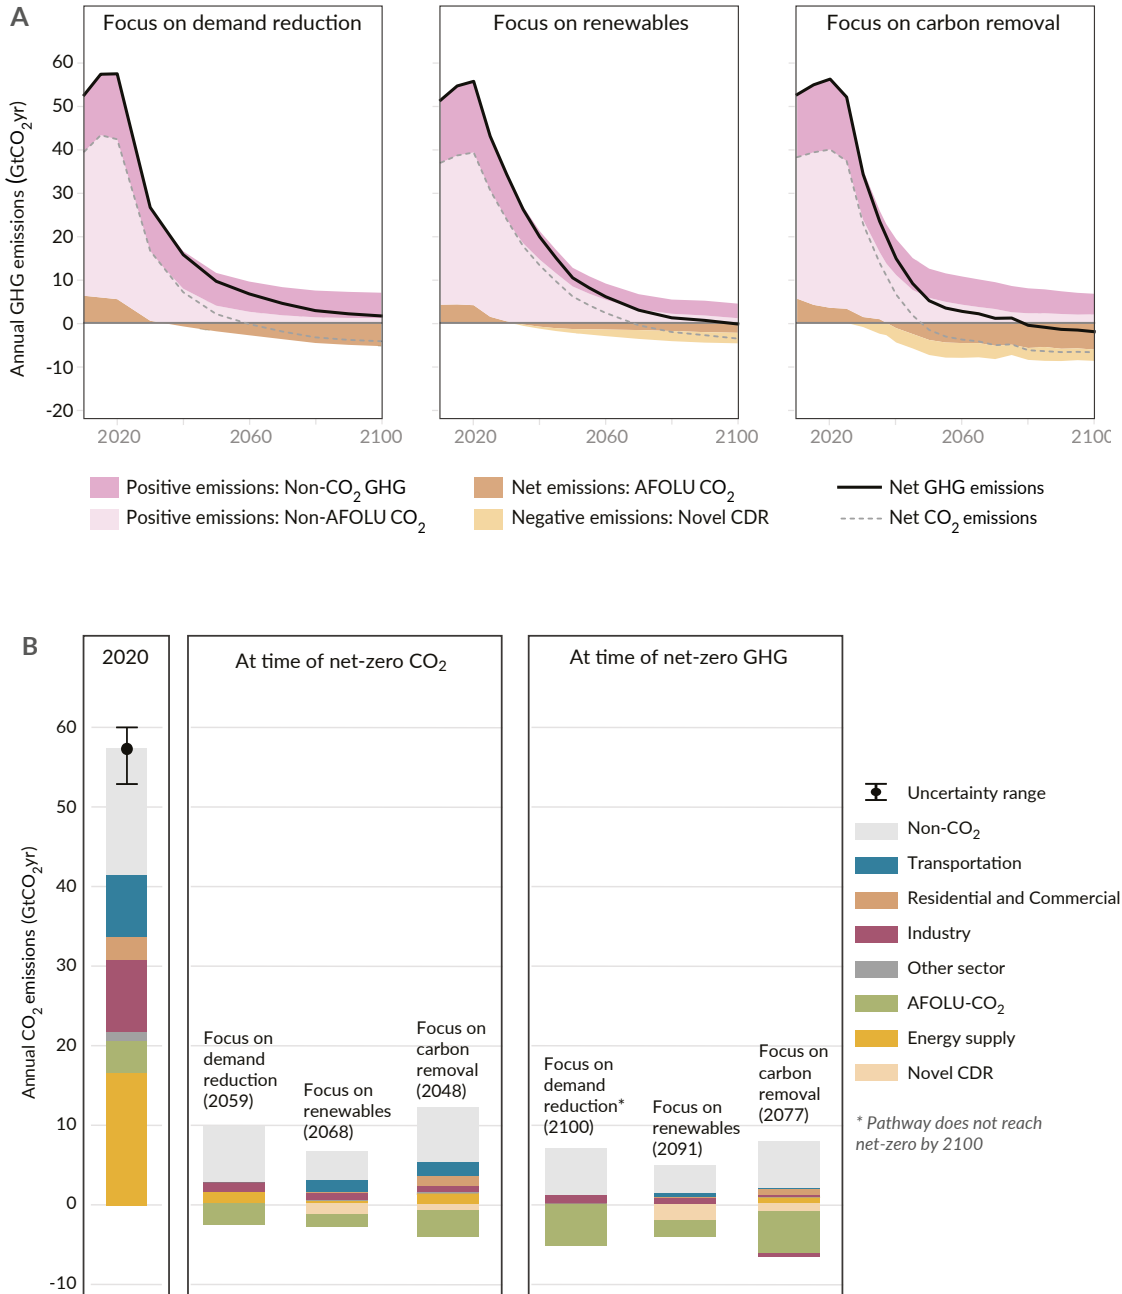 A
Focus on demand reduction
Focus on renewables
Focus on carbon removal
Annual GHG emissions (GtCO2yr)
60
50
40
30
20
10
0
-10
-20
2020 2060 2100
2020 2060 2100
2020 2060 2100
Positive emissions: Non-CO2 GHG
Positive emissions: Non-AFOLU CO2
Net emissions: AFOLU CO2
Negative emissions: Novel CDR
Net GHG emissions
Net CO2 emissions
B
2020
At time of net-zero CO2
At time of net-zero GHG
Annual CO2 emissions (GtCO2yr)
60
50
40
30
20
10
0
-10
Focus on
demand
reduction
(2059)
Focus on
renewables
(2068)
Focus on
carbon
removal
(2048)
Focus on
demand
reduction*
(2100)
Focus on
renewables
(2091)
Focus on
carbon
removal
(2077)
Uncertainty range
Non-CO2
Transportation
Residential and Commercial
Industry
Other sector
AFOLU-CO2
Energy supply
Novel CDR
* Pathway does not reach
net-zero by 2100